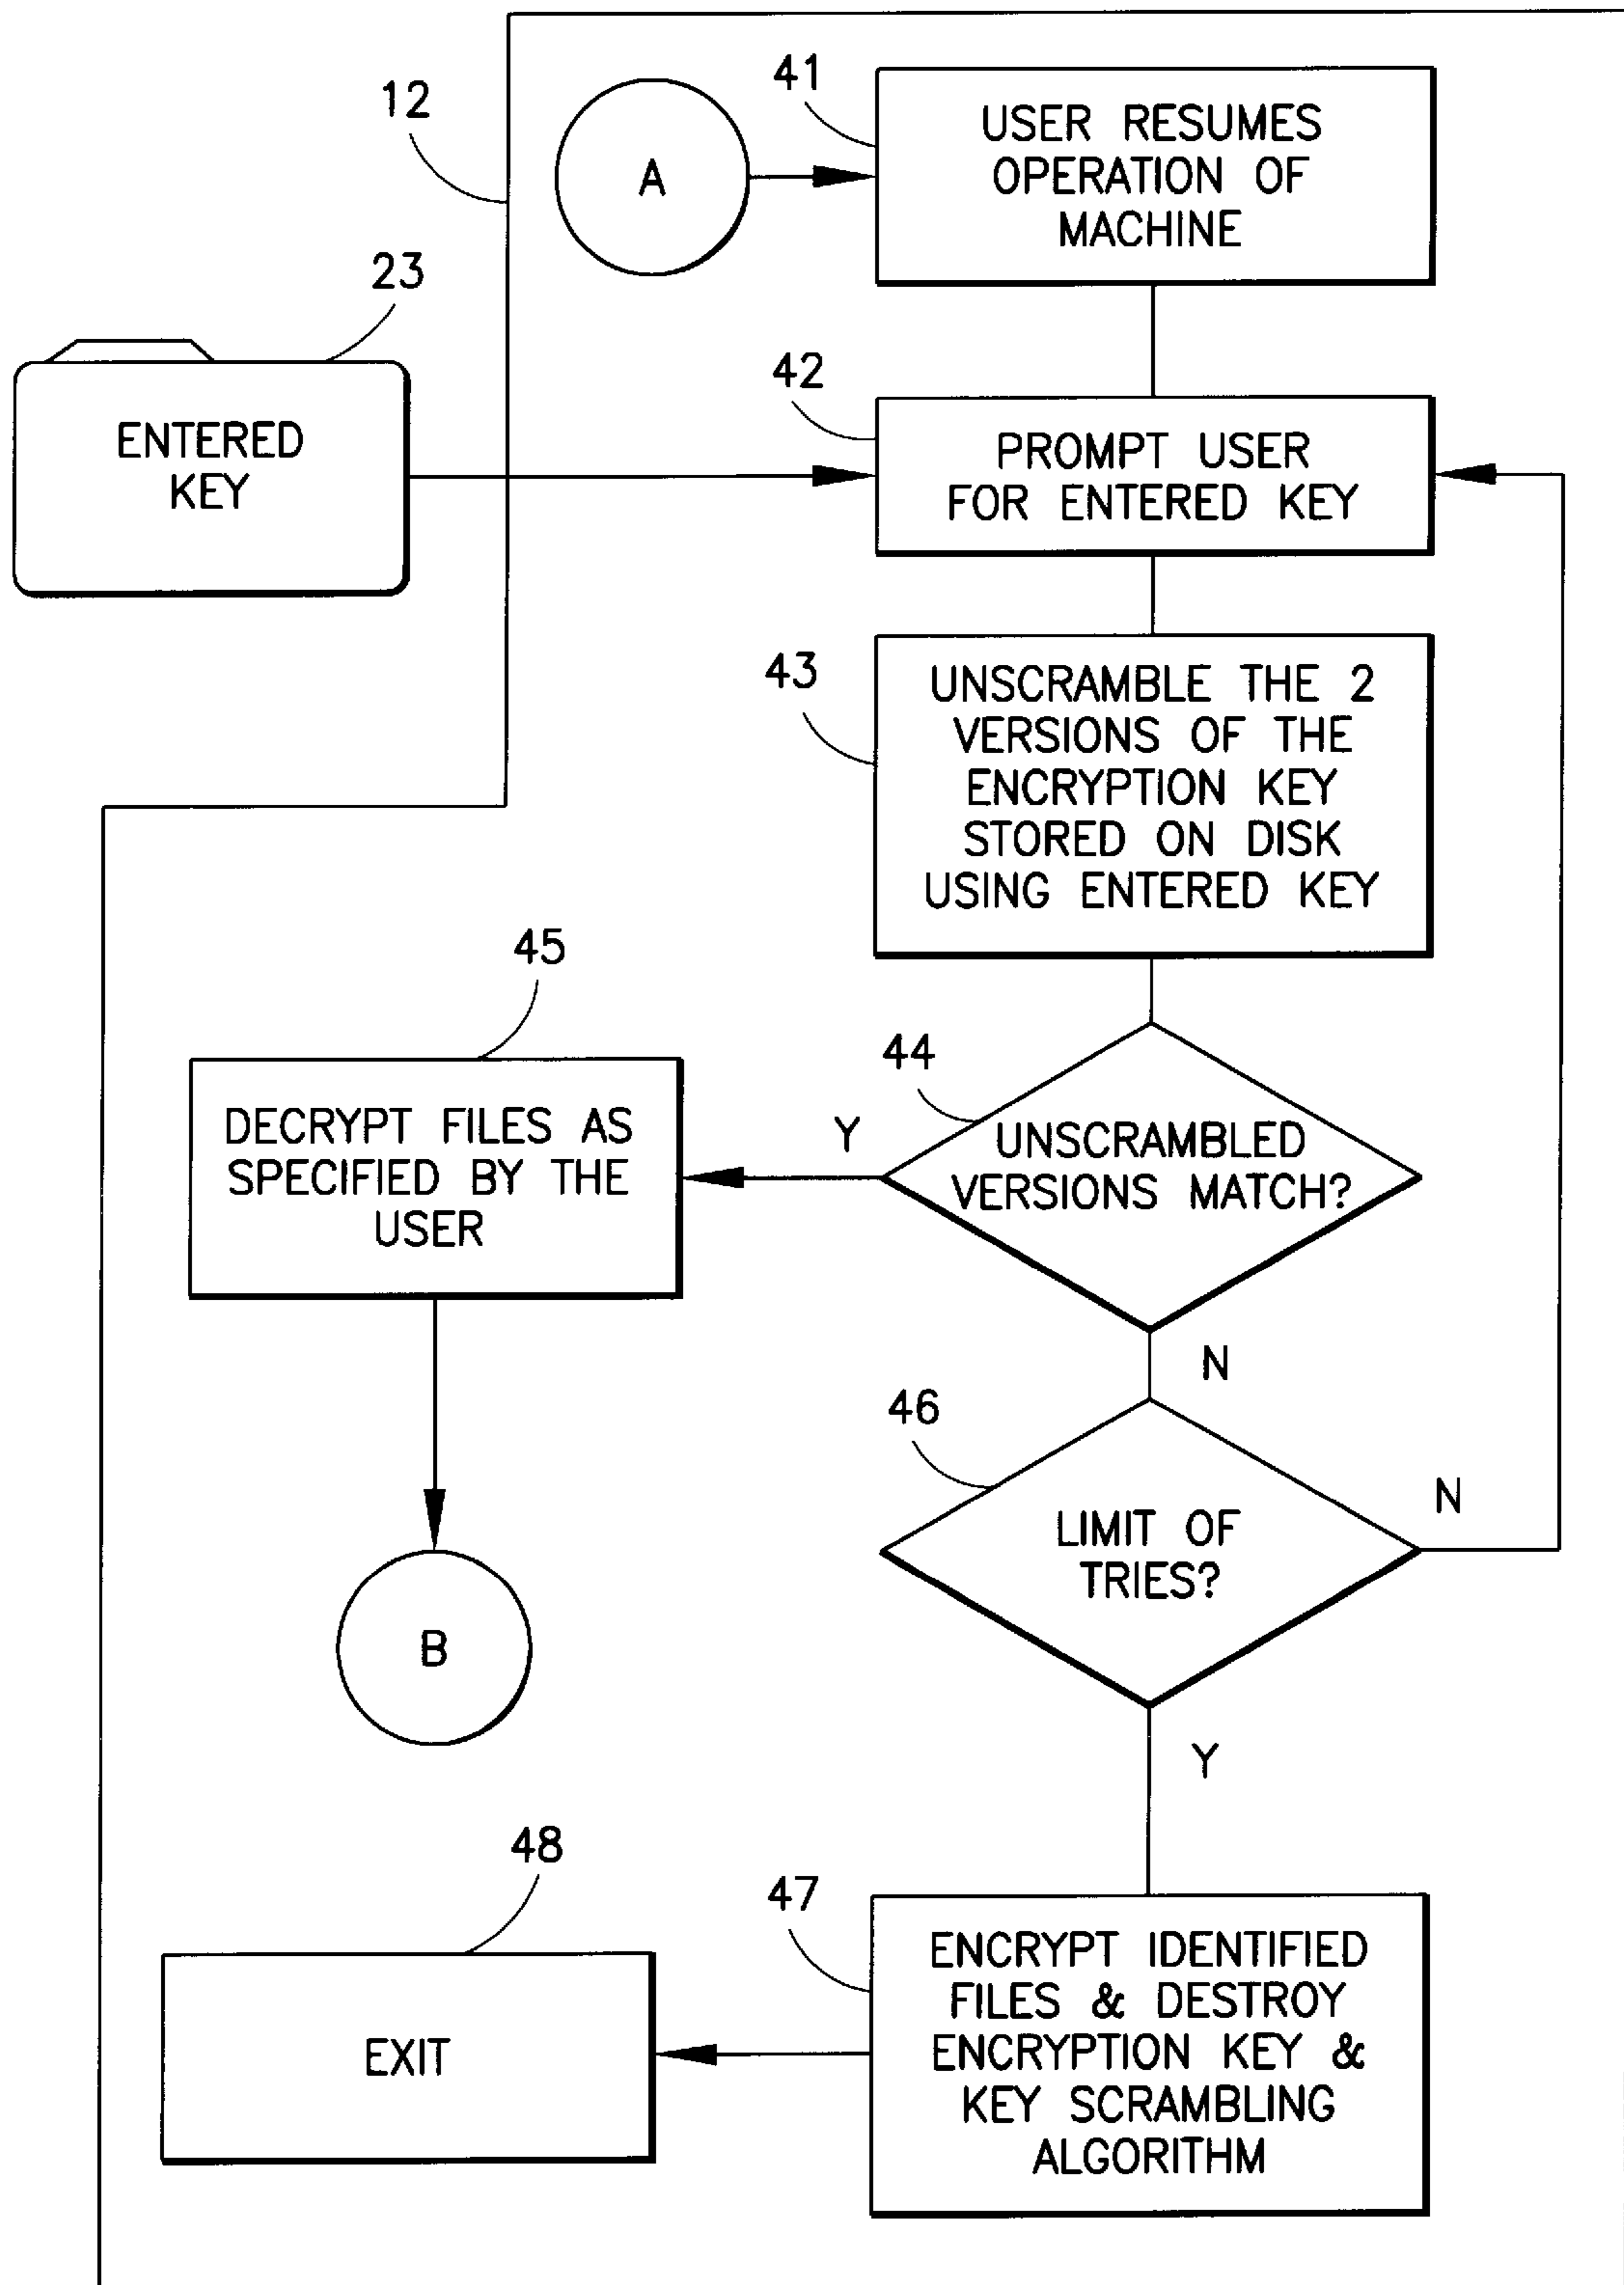 12
41
A
USER RESUMES
OPERATION OF
MACHINE
23
ENTERED
KEY
42
PROMPT USER
FOR ENTERED KEY
43
UNSCRAMBLE THE 2
VERSIONS OF THE
ENCRYPTION KEY
STORED ON DISK
USING ENTERED KEY
44
UNSCRAMBLED
VERSIONS MATCH?
Y
45
DECRYPT FILES AS
SPECIFIED BY THE
USER
N
46
LIMIT OF
TRIES?
N
B
Y
47
ENCRYPT IDENTIFIED
FILES & DESTROY
ENCRYPTION KEY &
KEY SCRAMBLING
ALGORITHM
48
EXIT